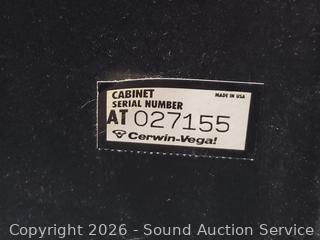 CABINET
SERIAL NUMBER
MADE IN USA
AT 027155
Cerwin-Vega!
Copyright 2026 - Sound Auction Service